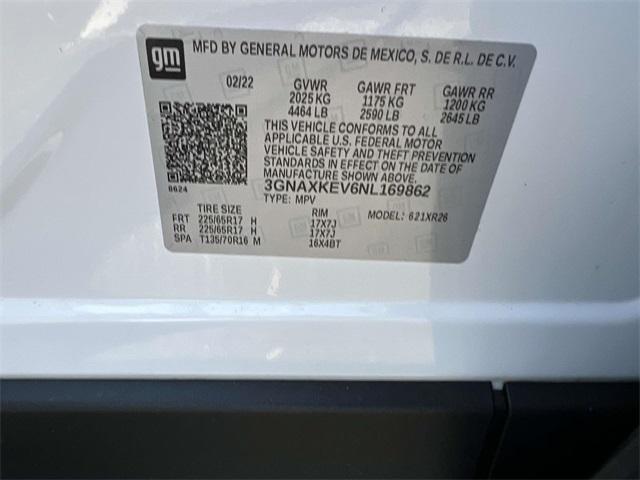 gm MFD BY GENERAL MOTORS DE MEXICO, S. DE R.L. DE C.V.
02/22 GVWR GAWR FRT GAWR RR
2025 KG 1175 KG 1200 KG
4464 LB 2590 LB 2645 LB
THIS VEHICLE CONFORMS TO ALL
APPLICABLE U.S. FEDERAL MOTOR
VEHICLE SAFETY AND THEFT PREVENTION
STANDARDS IN EFFECT ON THE DATE OF
MANUFACTURE SHOWN ABOVE.
3GNAXKEV6NL169862
8624 TYPE: MPV MODEL: 621XR26
TIRE SIZE RIM
FRT 225/65R17 H 17X7J
RR 225/65R17 H 17X7J
SPA T135/70R16 M 16X4BT